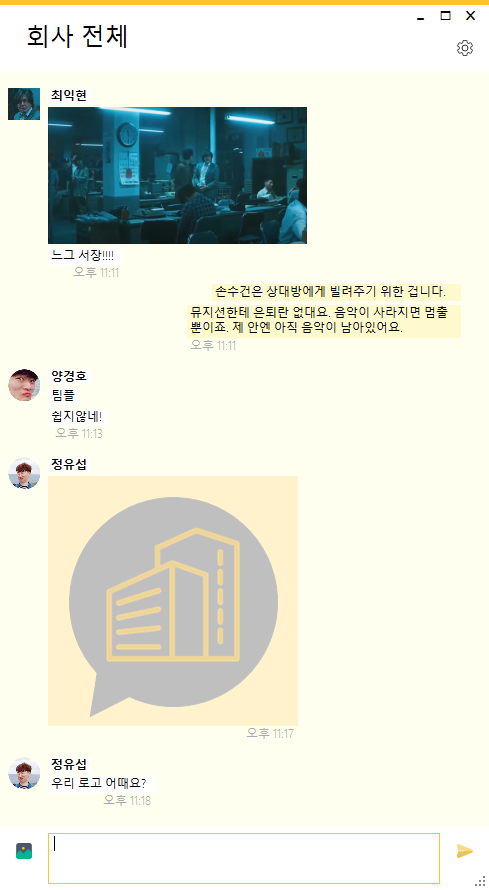 회사 전체
최익현
느그 서장!!!!
오후 11:11
손수건은 상대방에게 빌려주기 위한 겁니다.
뮤지션한테 은퇴란 없대요. 음악이 사라지면 멈출
뿐이죠. 제 안엔 아직 음악이 남아있어요.
오후 11:11
양경호
팀플
쉽지않네!
오후 11:13
정유섭
오후 11:17
정유섭
우리 로고 어때요?
오후 11:18